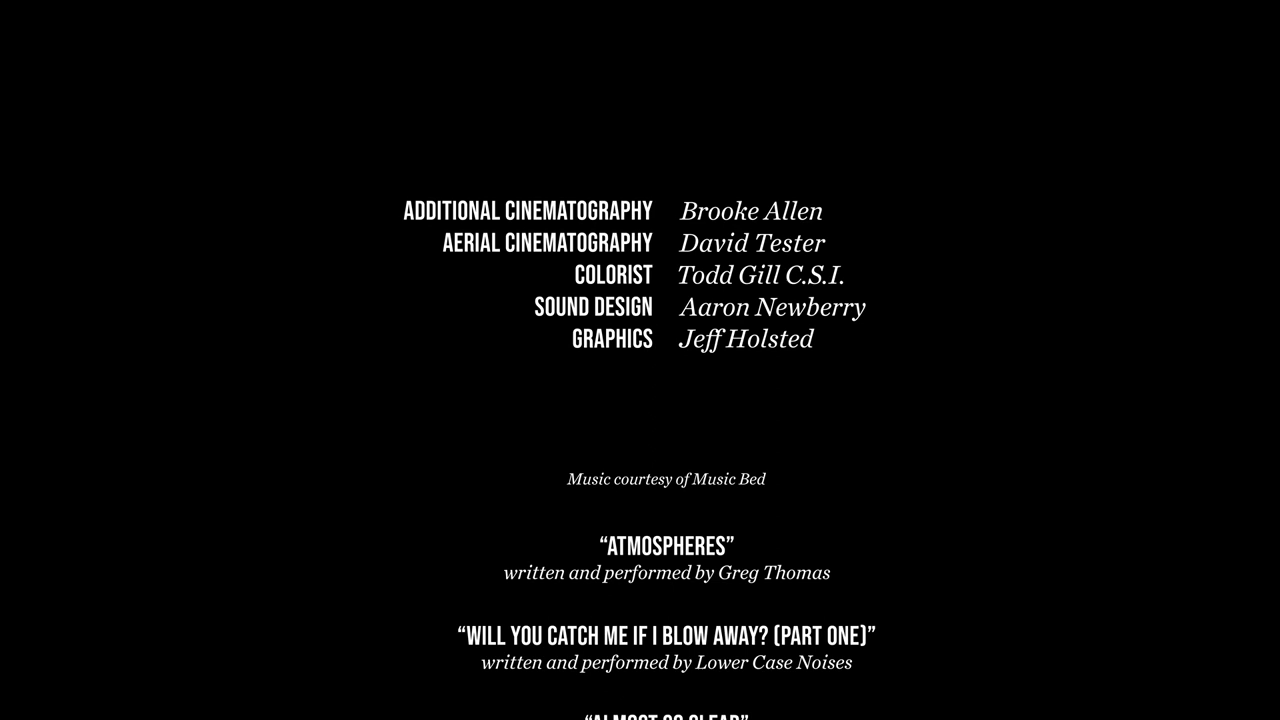 ADDITIONAL CINEMATOGRAPHY Brooke Allen
AERIAL CINEMATOGRAPHY David Tester
COLORIST Todd Gill C.S.I.
SOUND DESIGN Aaron Newberry
GRAPHICS Jeff Holsted
Music courtesy of Music Bed
“ATMOSPHERES”
written and performed by Greg Thomas
“WILL YOU CATCH ME IF I BLOW AWAY? (PART ONE)”
written and performed by Lower Case Noises
“ALMOST SO CLEAR”